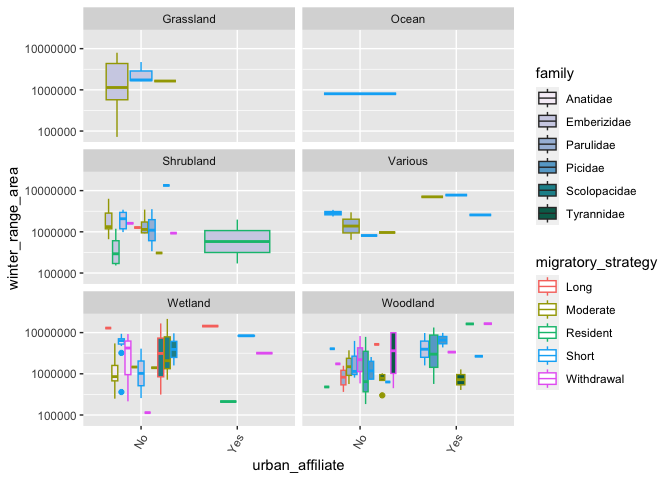 Grassland
Ocean
10000000
1000000
100000
Shrubland
Various
10000000
1000000
100000
Wetland
Woodland
10000000
1000000
100000
No
Yes
No
Yes
urban_affiliate
winter_range_area
family
Anatidae
Emberizidae
Parulidae
Picidae
Scolopacidae
Tyrannidae
migratory_strategy
Long
Moderate
Resident
Short
Withdrawal